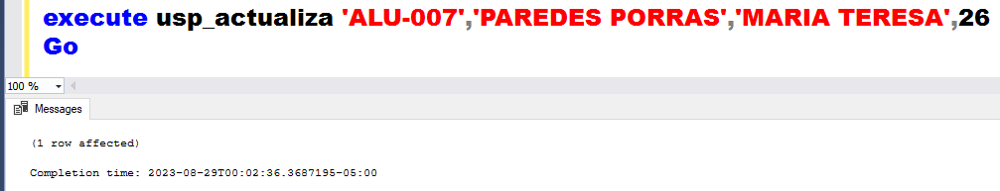 execute usp_actualiza 'ALU-007','PAREDES PORRAS','MARIA TERESA',26
Go
100 %
Messages
(1 row affected)
Completion time: 2023-08-29T00:02:36.3687195-05:00